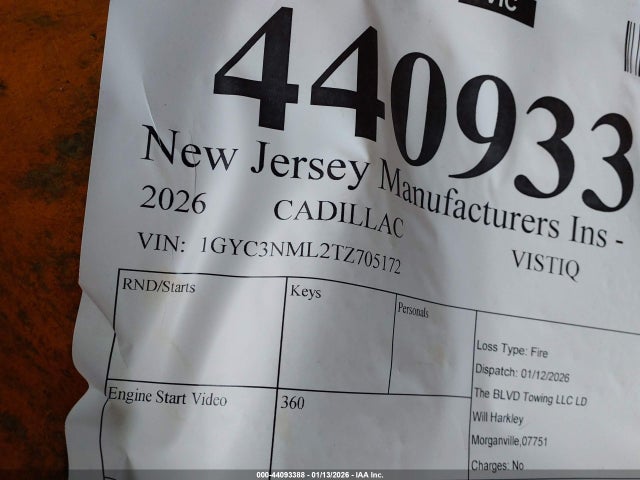 440933
New Jersey Manufacturers Ins -
2026 CADILLAC VISTIQ
VIN: 1GYC3NML2TZ705172
RND/Starts Keys Personals
Loss Type: Fire
Dispatch: 01/12/2026
The BLVD Towing LLC LD
Will Harkley
Morganville,07751
Charges: No
Engine Start Video 360
000-44093388 - 01/13/2026 - IAA Inc.